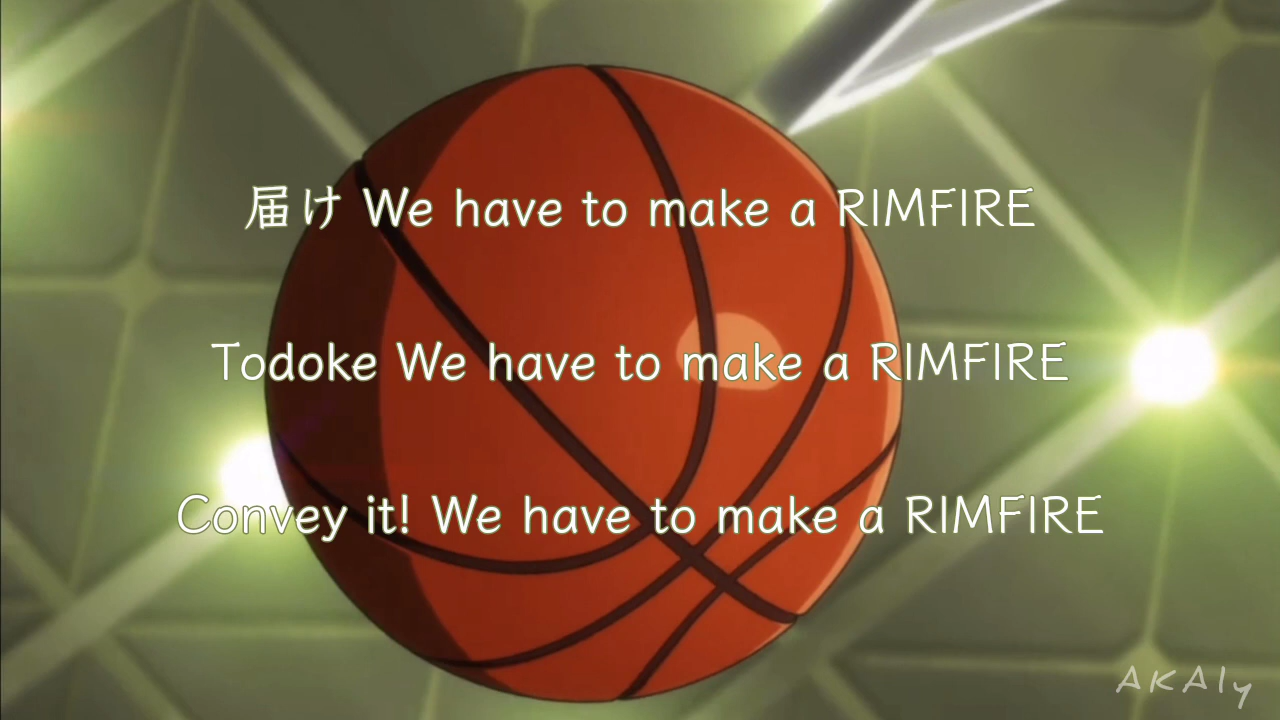 届け We have to make a RIMFIRE
Todoke We have to make a RIMFIRE
Convey it! We have to make a RIMFIRE
AKAly